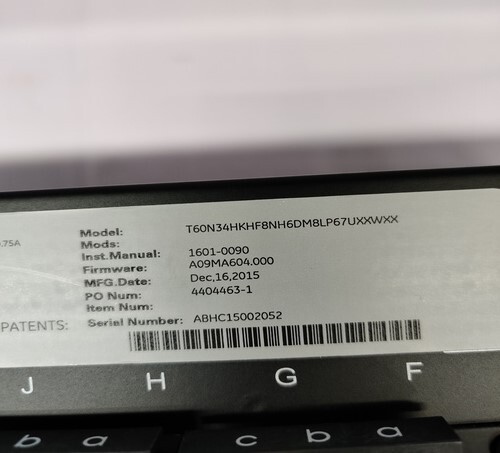 Model: T60N34HKHF8NH6DM8LP67UXXWXX
Mods:
Inst.Manual: 1601-0090
Firmware: A09MA604.000
MFG.Date: Dec,16,2015
PO Num: 4404463-1
Item Num:
Serial Number: ABHC15002052
.75A
PATENTS:
J H G F
b a c b a